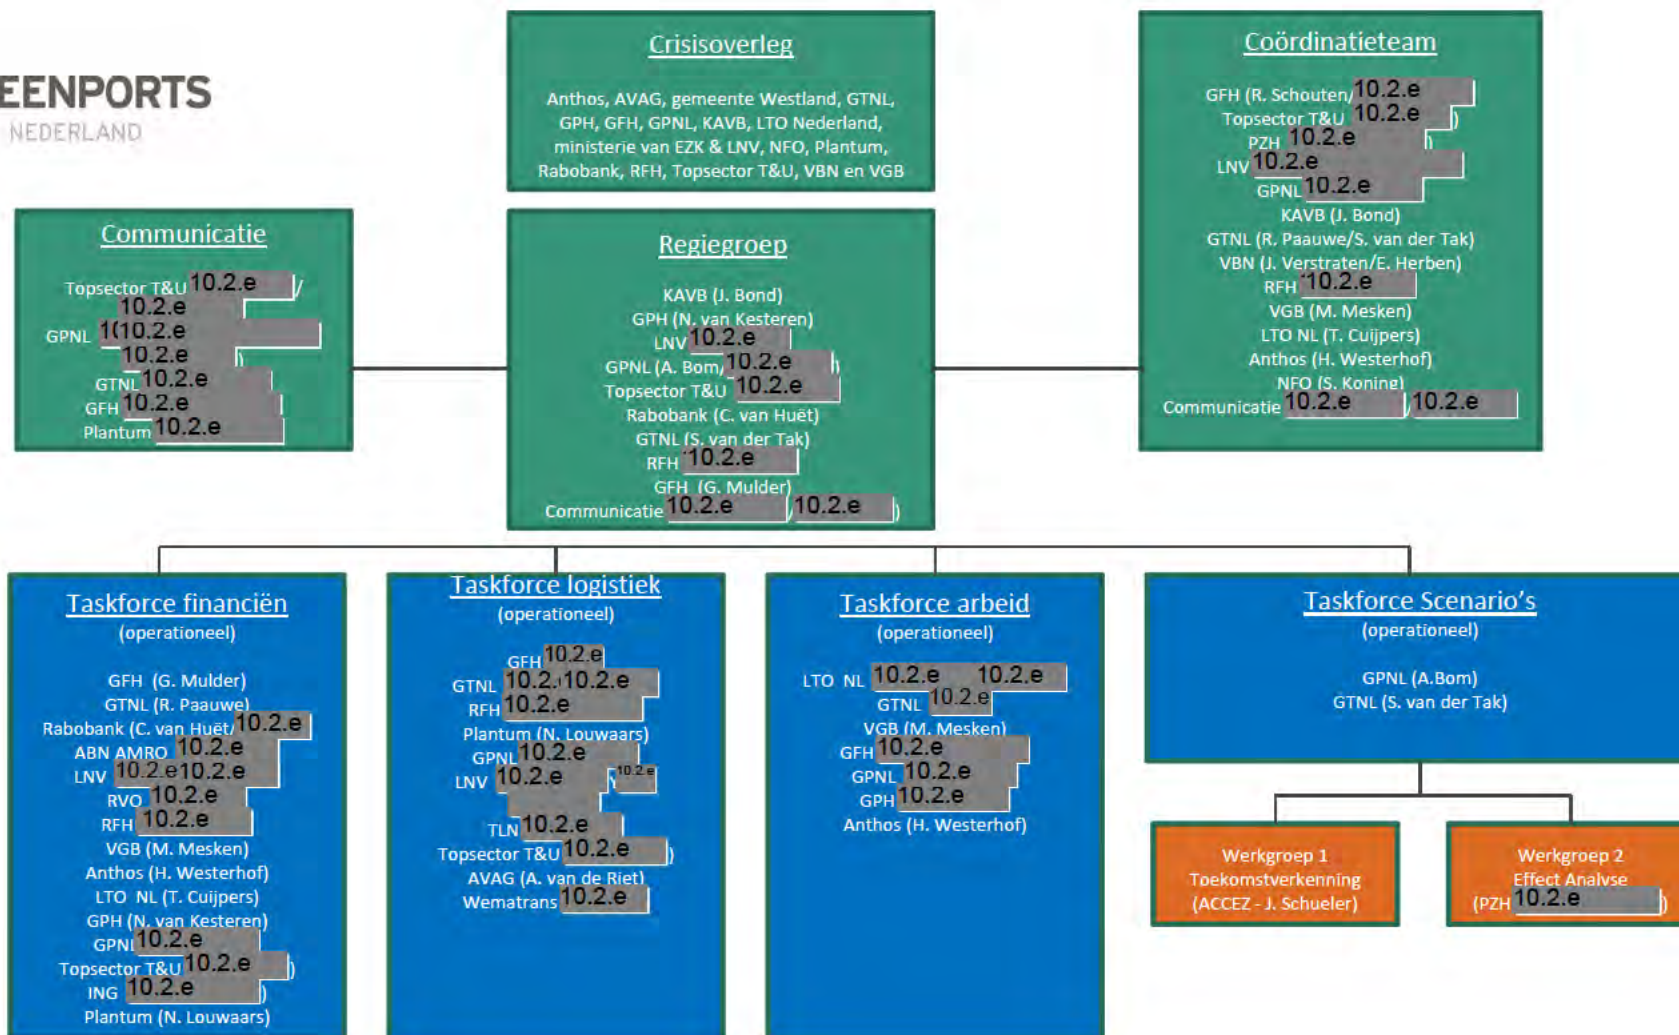 EENPORTS
NEDERLAND
Crisisoverleg
Anthos, AVAG, gemeente Westland, GTNL,
GPH, GFH, GPNL, KAVB, LTO Nederland,
ministerie van EZK & LNV, NFO, Plantum,
Rabobank, RFH, Topsector T&U, VBN en VGB
Coördinatieteam
GFH (R. Schouten/ 10.2.e
Topsector T&U 10.2.e )
PZH 10.2.e )
LNV 10.2.e
GPNL 10.2.e
KAVB (J. Bond)
GTNL (R. Paauwe/S. van der Tak)
VBN (J. Verstraten/E. Herben)
RFH 10.2.e
VGB (M. Mesken)
LTO NL (T. Cuijpers)
Anthos (H. Westerhof)
NFO (S. Koning)
Communicatie 10.2.e / 10.2.e
Communicatie
Topsector T&U 10.2.e /
10.2.e
GPNL 10.2.e
10.2.e )
GTNL 10.2.e
GFH 10.2.e
Plantum 10.2.e
Regiegroep
KAVB (J. Bond)
GPH (N. van Kesteren)
LNV 10.2.e
GPNL (A. Bom/ 10.2.e )
Topsector T&U 10.2.e
Rabobank (C. van Huët)
GTNL (S. van der Tak)
RFH 10.2.e
GFH (G. Mulder)
Communicatie 10.2.e / 10.2.e )
Taskforce financiën
(operationeel)
GFH (G. Mulder)
GTNL (R. Paauwe)
Rabobank (C. van Huët/ 10.2.e
ABN AMRO 10.2.e
LNV 10.2.e 10.2.e
RVO 10.2.e
RFH 10.2.e
VGB (M. Mesken)
Anthos (H. Westerhof)
LTO NL (T. Cuijpers)
GPH (N. van Kesteren)
GPNL 10.2.e
Topsector T&U 10.2.e )
ING 10.2.e )
Plantum (N. Louwaars)
Taskforce logistiek
(operationeel)
GFH 10.2.e
GTNL 10.2. 10.2.e
RFH 10.2.e
Plantum (N. Louwaars)
GPNL 10.2.e
LNV 10.2.e 10.2.e
TLN 10.2.e
Topsector T&U 10.2.e )
AVAG (A. van de Riet)
Wematrans 10.2.e
Taskforce arbeid
(operationeel)
LTO NL 10.2.e 10.2.e
GTNL 10.2.e
VGB (M. Mesken)
GFH 10.2.e
GPNL 10.2.e
GPH 10.2.e
Anthos (H. Westerhof)
Taskforce Scenario's
(operationeel)
GPNL (A.Bom)
GTNL (S. van der Tak)
Werkgroep 1
Toekomstverkenning
(ACCEZ - J. Schueler)
Werkgroep 2
Effect Analyse
(PZH 10.2.e )